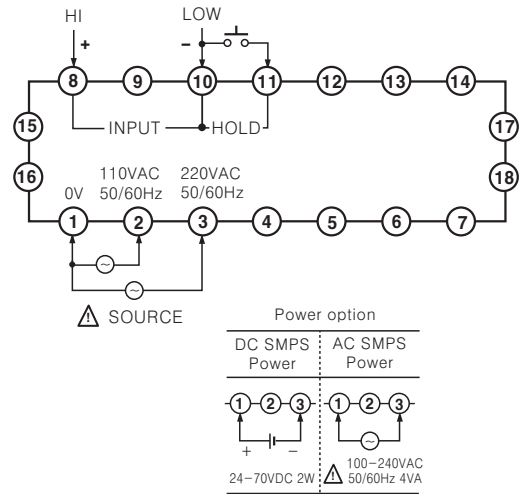 HI
LOW
+
−
8 9 10 11 12 13 14
INPUT
HOLD
15
17
16
18
0V
110VAC
50/60Hz
220VAC
50/60Hz
1 2 3 4 5 6 7
SOURCE
Power option
DC SMPS
Power
AC SMPS
Power
1 2 3
1 2 3
+ −
24−70VDC 2W
100−240VAC
50/60Hz 4VA